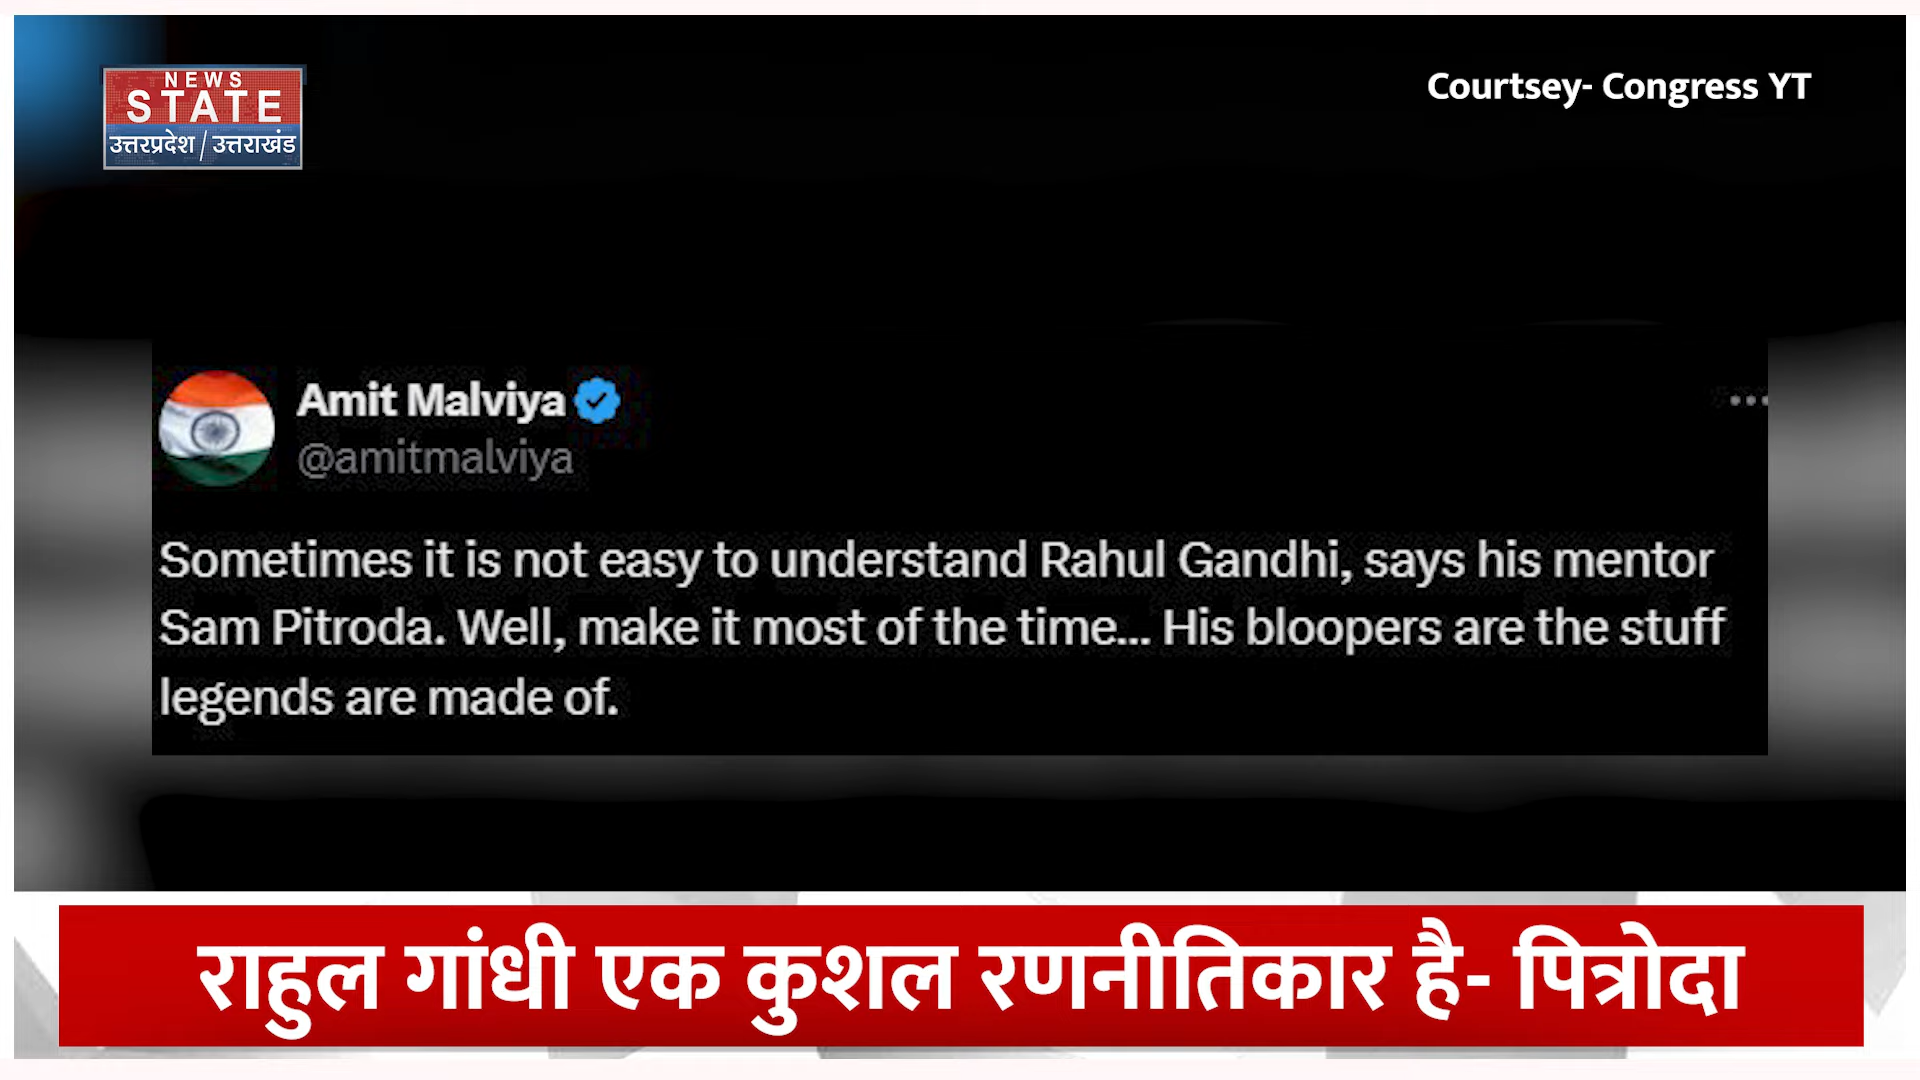 NEWS
STATE
उत्तरप्रदेश/उत्तराखंड
Courtsey- Congress YT
Amit Malviya
@amitmalviya
Sometimes it is not easy to understand Rahul Gandhi, says his mentor
Sam Pitroda. Well, make it most of the time... His bloopers are the stuff
legends are made of.
राहुल गांधी एक कुशल रणनीतिकार है- पित्रोदा